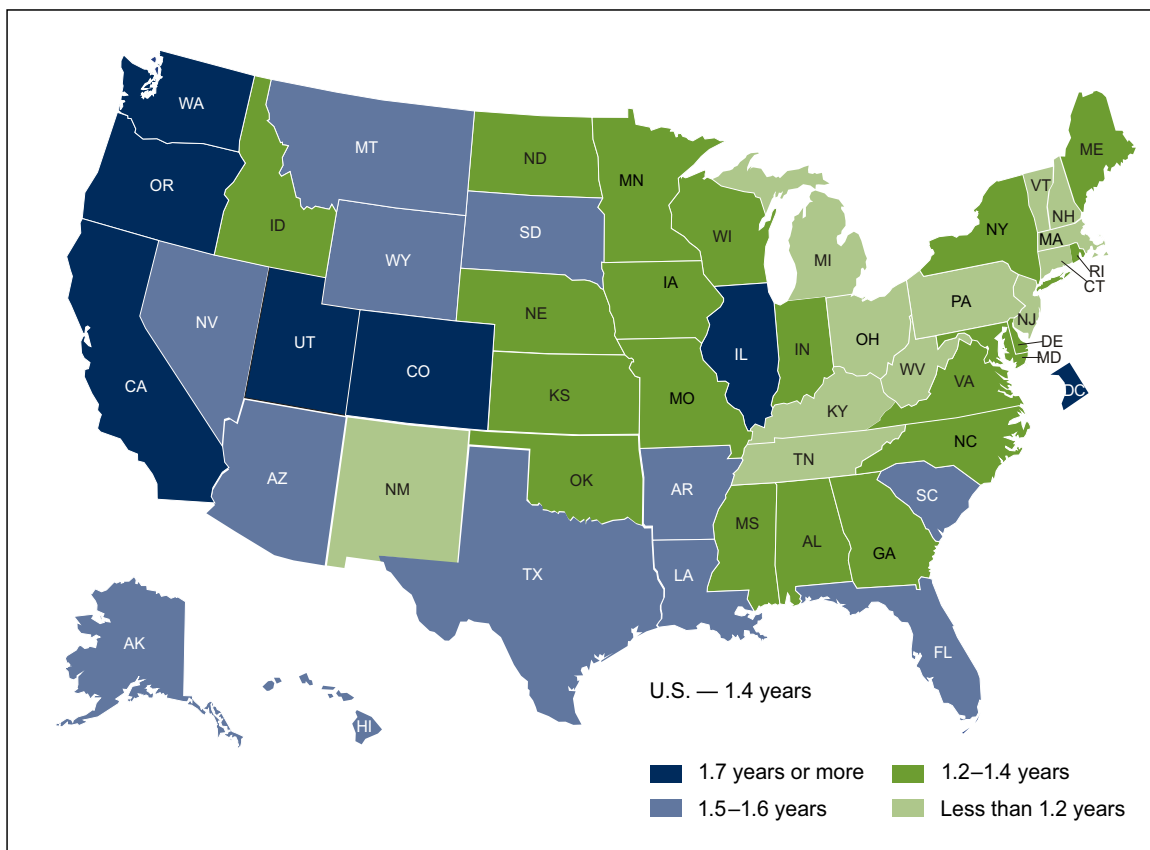 WA
MT
ND
MN
ME
OR
ID
SD
WI
VT
NH
NY
MA
WY
MI
RI
CT
IA
PA
NJ
NE
NV
UT
IL
IN
OH
DE
MD
CO
WV
VA
DC
CA
KS
MO
KY
NC
TN
AZ
NM
OK
AR
SC
MS
AL
GA
TX
LA
AK
FL
HI
U.S. — 1.4 years
1.7 years or more
1.2–1.4 years
1.5–1.6 years
Less than 1.2 years